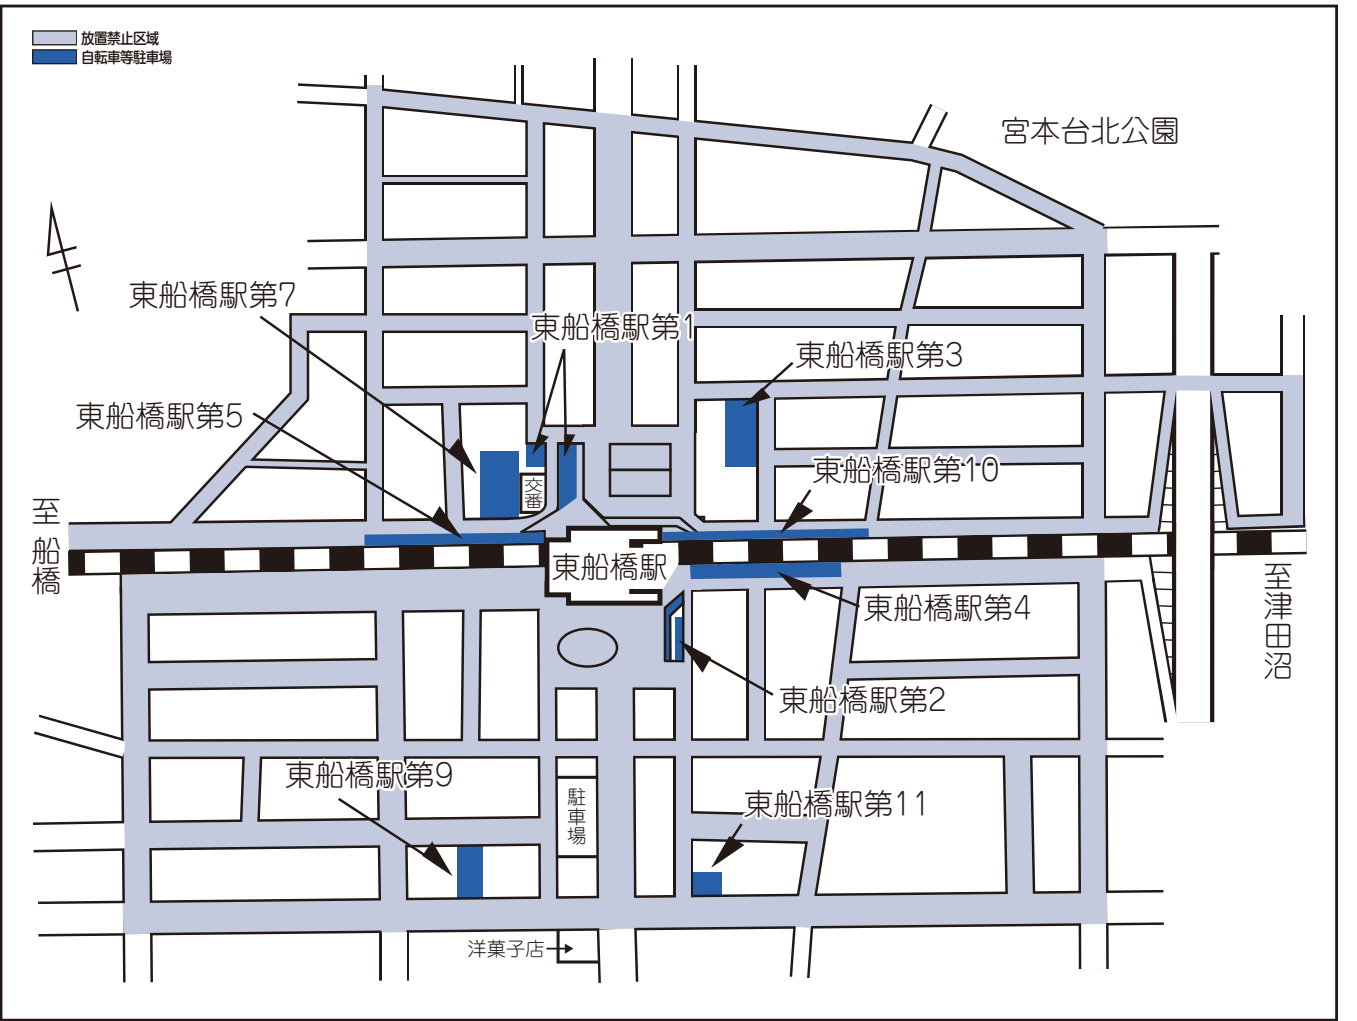 放置禁止区域
自転車等駐車場
宮本台北公園
東船橋駅第7
東船橋駅第1
東船橋駅第3
東船橋駅第5
東船橋駅第10
交番
至船橋
東船橋駅
至津田沼
東船橋駅第4
東船橋駅第2
東船橋駅第9
駐車場
東船橋駅第11
洋菓子店